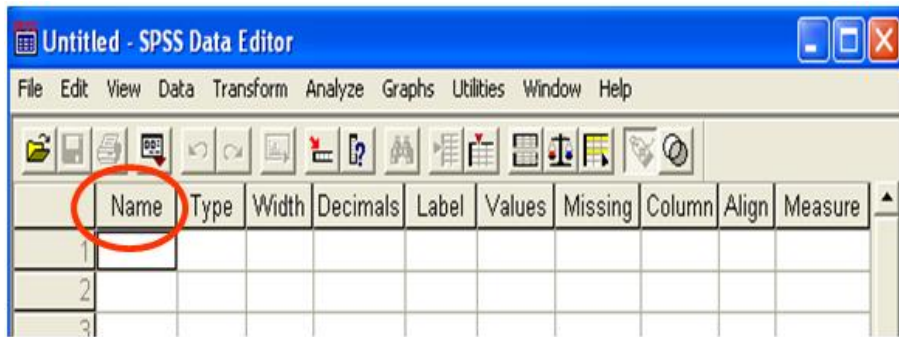 Untitled - SPSS Data Editor
File Edit View Data Transform Analyze Graphs Utilities Window Help
Name Type Width Decimals Label Values Missing Column Align Measure
1
2
3